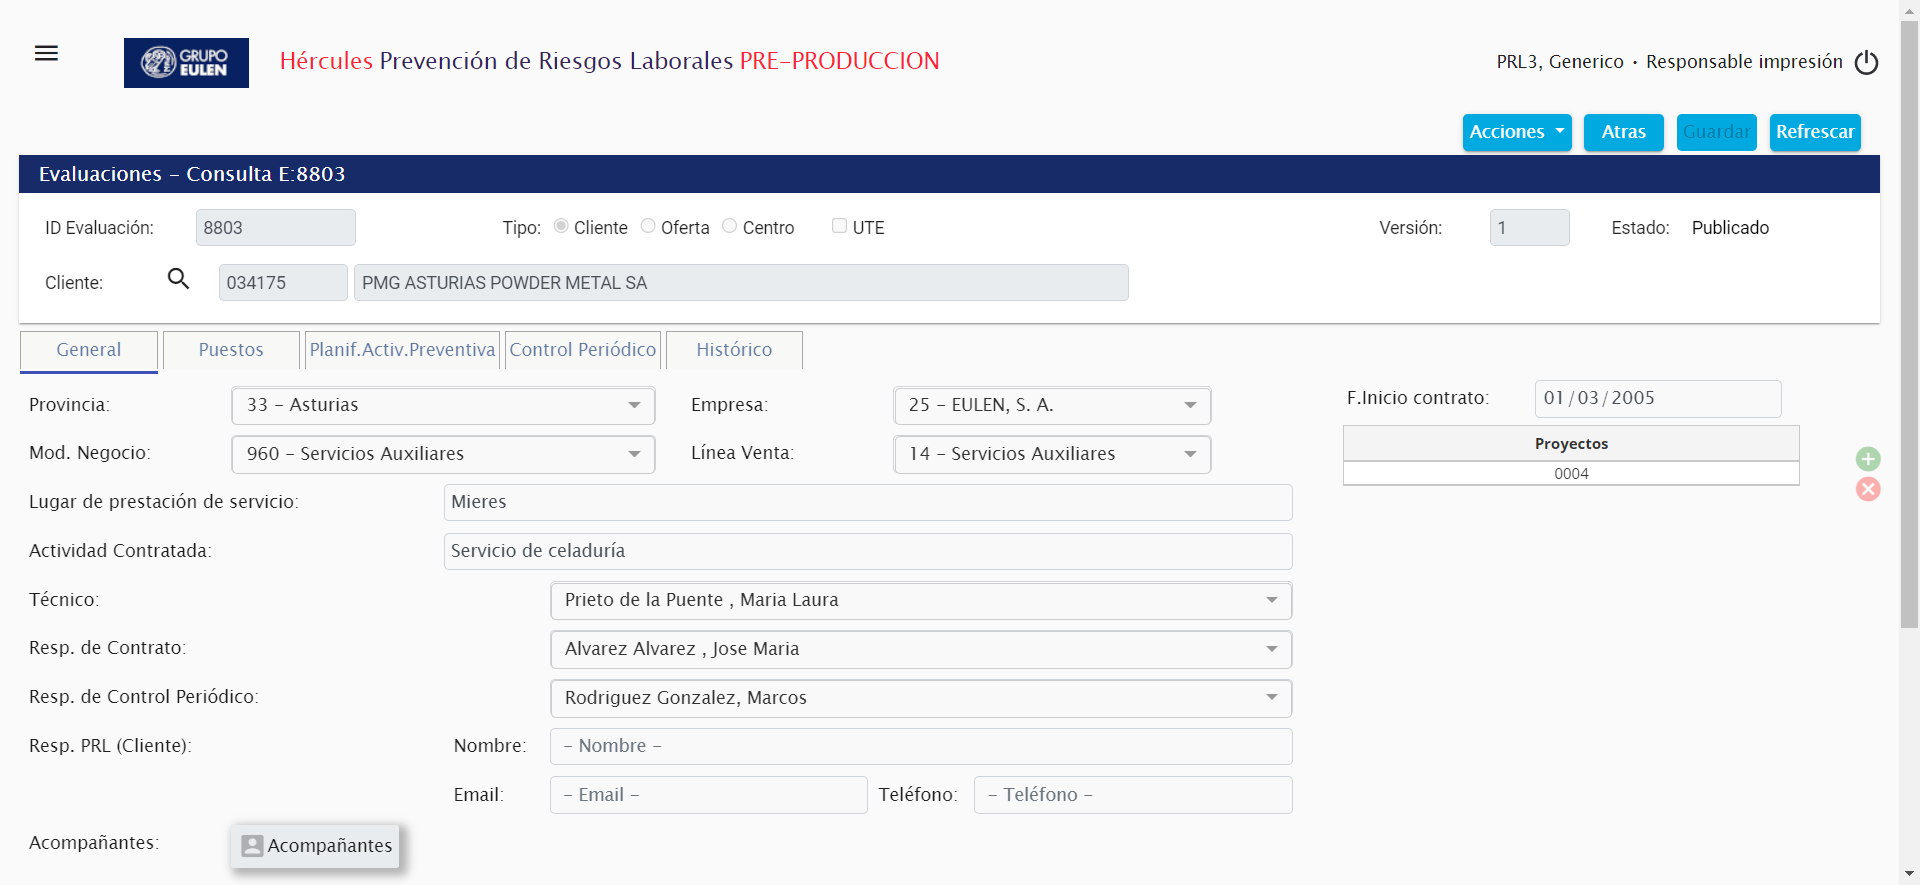 GRUPO
EULEN
Hércules Prevención de Riesgos Laborales PRE-PRODUCCION
PRL3, Generico · Responsable impresión
Acciones Atras Guardar Refrescar
Evaluaciones - Consulta E:8803
ID Evaluación: 8803 Tipo: Cliente Oferta Centro UTE Versión: 1 Estado: Publicado
Cliente: 034175 PMG ASTURIAS POWDER METAL SA
General Puestos Planif.Activ.Preventiva Control Periódico Histórico
Provincia: 33 - Asturias Empresa: 25 - EULEN, S. A. F.Inicio contrato: 01/03/2005
Mod. Negocio: 960 - Servicios Auxiliares Línea Venta: 14 - Servicios Auxiliares Proyectos
0004
Lugar de prestación de servicio: Mieres
Actividad Contratada: Servicio de celaduría
Técnico: Prieto de la Puente , Maria Laura
Resp. de Contrato: Alvarez Alvarez , Jose Maria
Resp. de Control Periódico: Rodriguez Gonzalez, Marcos
Resp. PRL (Cliente): Nombre: - Nombre -
Email: - Email - Teléfono: - Teléfono -
Acompañantes: Acompañantes